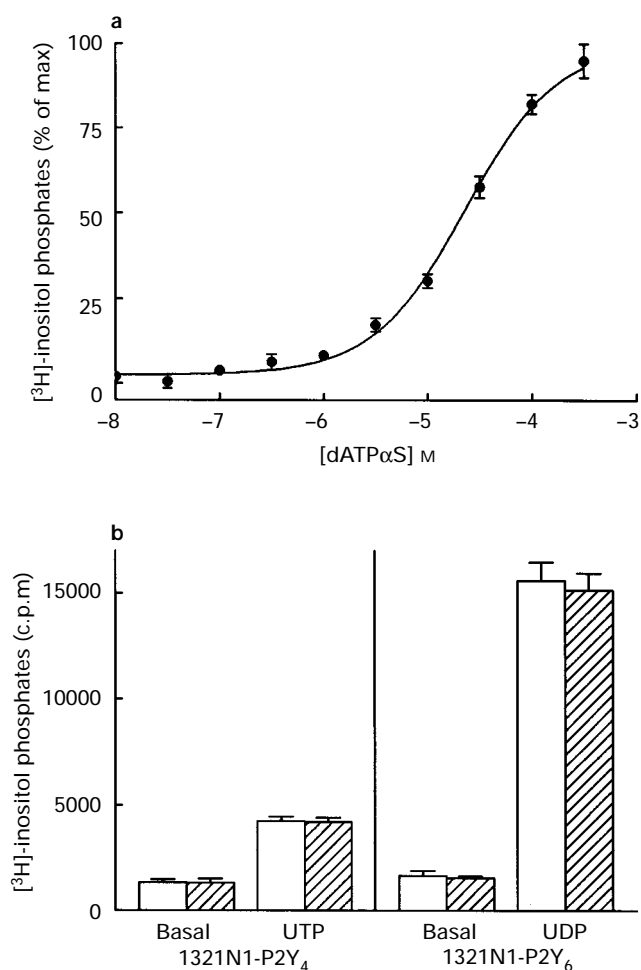 a
[³H]-inositol phosphates (% of max)
100
75
50
25
0
–8
–7
–6
–5
–4
–3
[dATPαS] M
b
[³H]-inositol phosphates (c.p.m)
15000
10000
5000
0
Basal UTP Basal UDP
1321N1-P2Y₄ 1321N1-P2Y₆